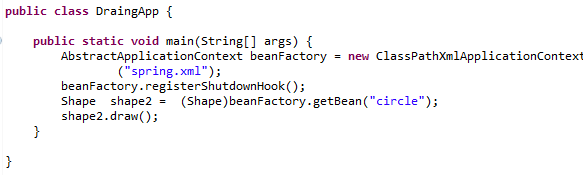 public class DraingApp {
public static void main(String[] args) {
AbstractApplicationContext beanFactory = new ClassPathXmlApplicationContext
("spring.xml");
beanFactory.registerShutdownHook();
Shape  shape2 =  (Shape)beanFactory.getBean("circle");
shape2.draw();
}
}